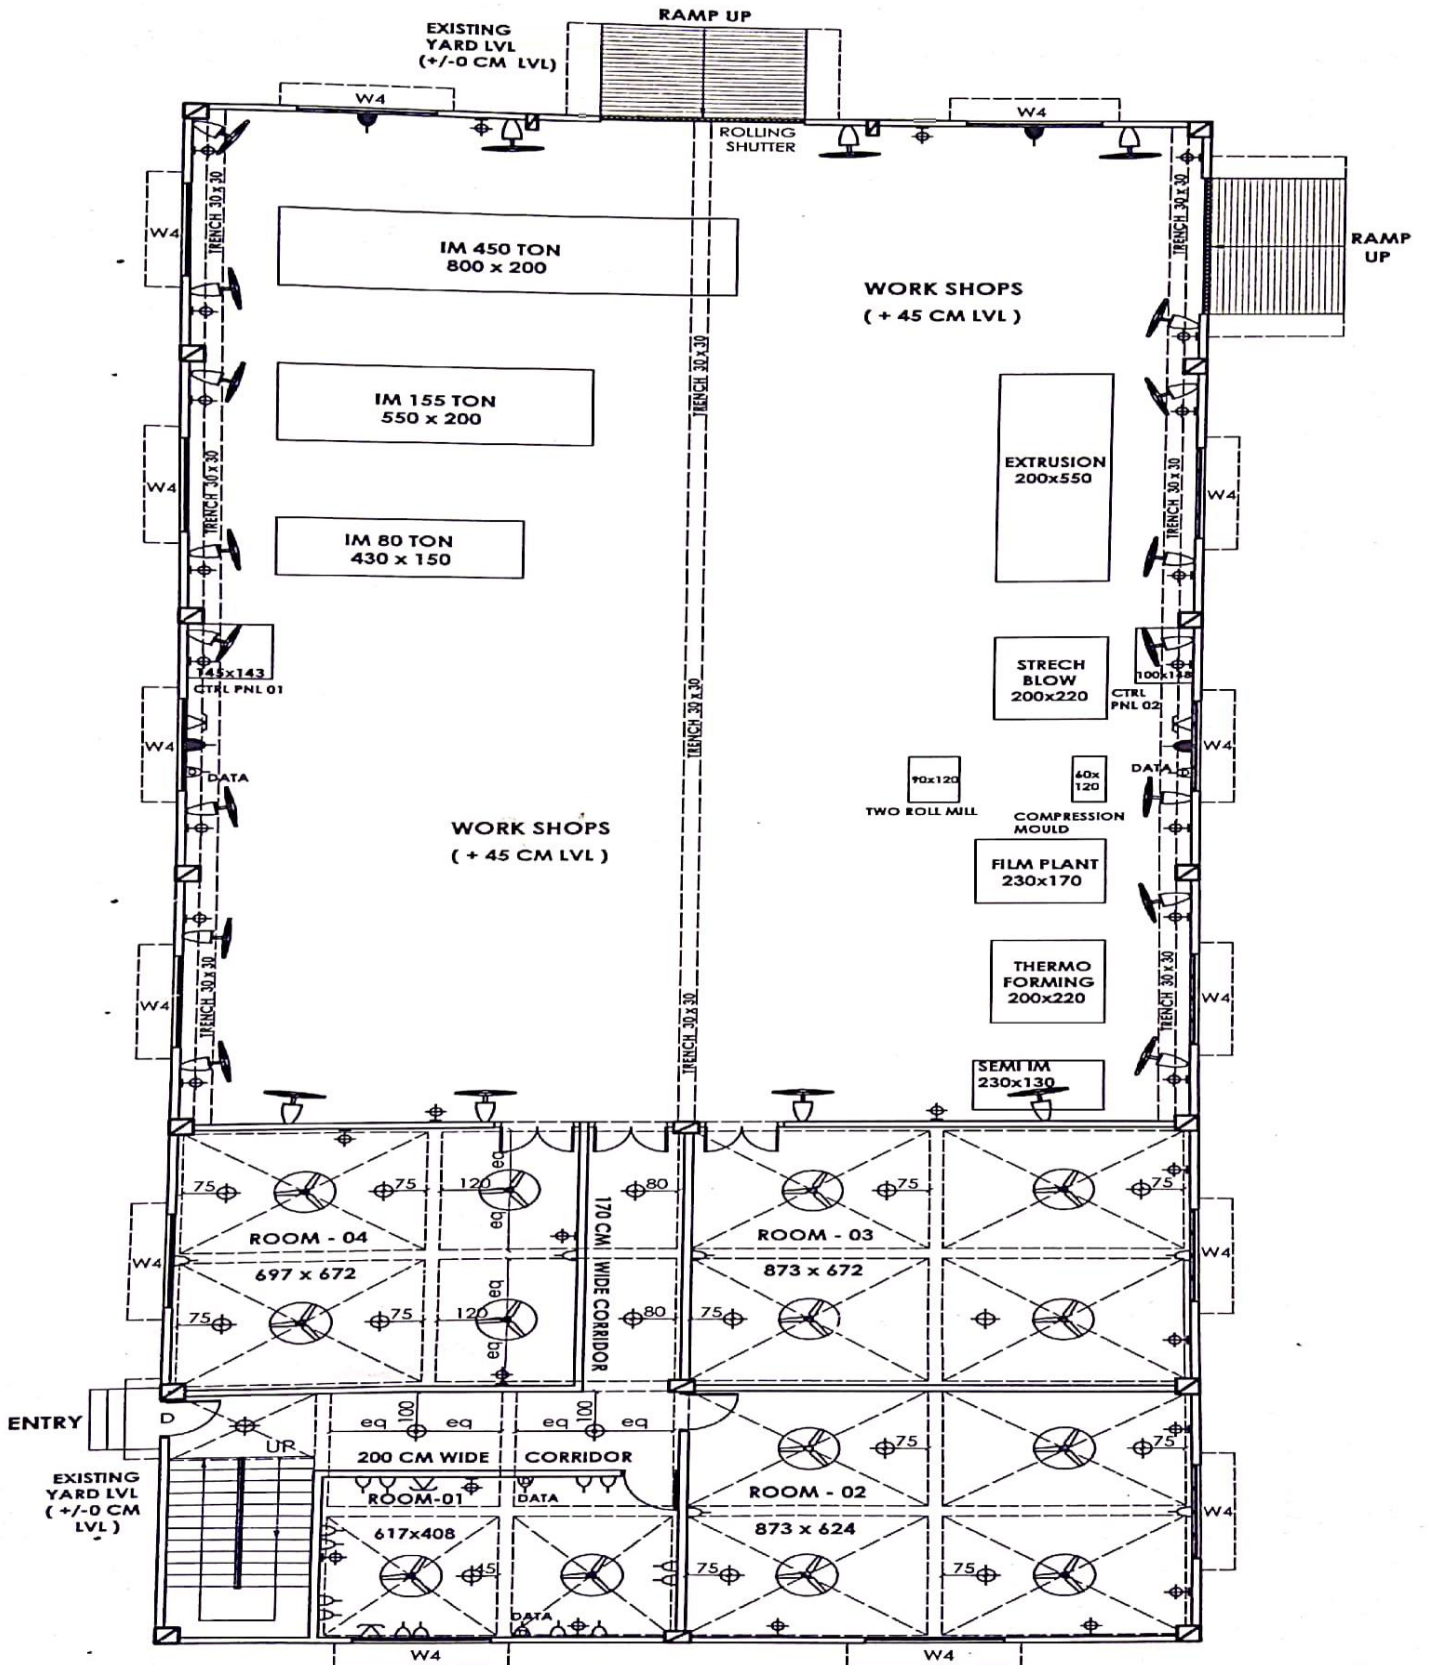 RAMP UP
EXISTING
YARD LVL
(+/-0 CM LVL)
W4
W4
ROLLING
SHUTTER
TRENCH 30 x 30
TRENCH 30 x 30
W4
IM 450 TON
800 x 200
RAMP
UP
WORK SHOPS
( + 45 CM LVL )
TRENCH 30 x 30
IM 155 TON
550 x 200
EXTRUSION
200x550
W4
TRENCH 30 x 30
TRENCH 30 x 30
W4
IM 80 TON
430 x 150
145x143
CTRL PNL 01
STRECH
BLOW
200x220
100x148
CTRL
PNL 02
TRENCH 30 x 30
W4
W4
DATA
DATA
90x120
TWO ROLL MILL
60x
120
COMPRESSION
MOULD
WORK SHOPS
( + 45 CM LVL )
FILM PLANT
230x170
THERMO
FORMING
200x220
W4
TRENCH 30 x 30
TRENCH 30 x 30
TRENCH 30 x 30
W4
SEMI IM
230x130
eq
75
75
120
80
75
75
eq
ROOM - 04
697 x 672
170 CM WIDE CORRIDOR
ROOM - 03
873 x 672
W4
W4
eq
75
75
120
80
75
eq
ENTRY
D
UP
eq
100
eq
eq
100
eq
75
75
200 CM WIDE CORRIDOR
EXISTING
YARD LVL
( +/-0 CM
LVL )
ROOM-01
DATA
617x408
ROOM - 02
873 x 624
W4
45
75
75
DATA
W4
W4